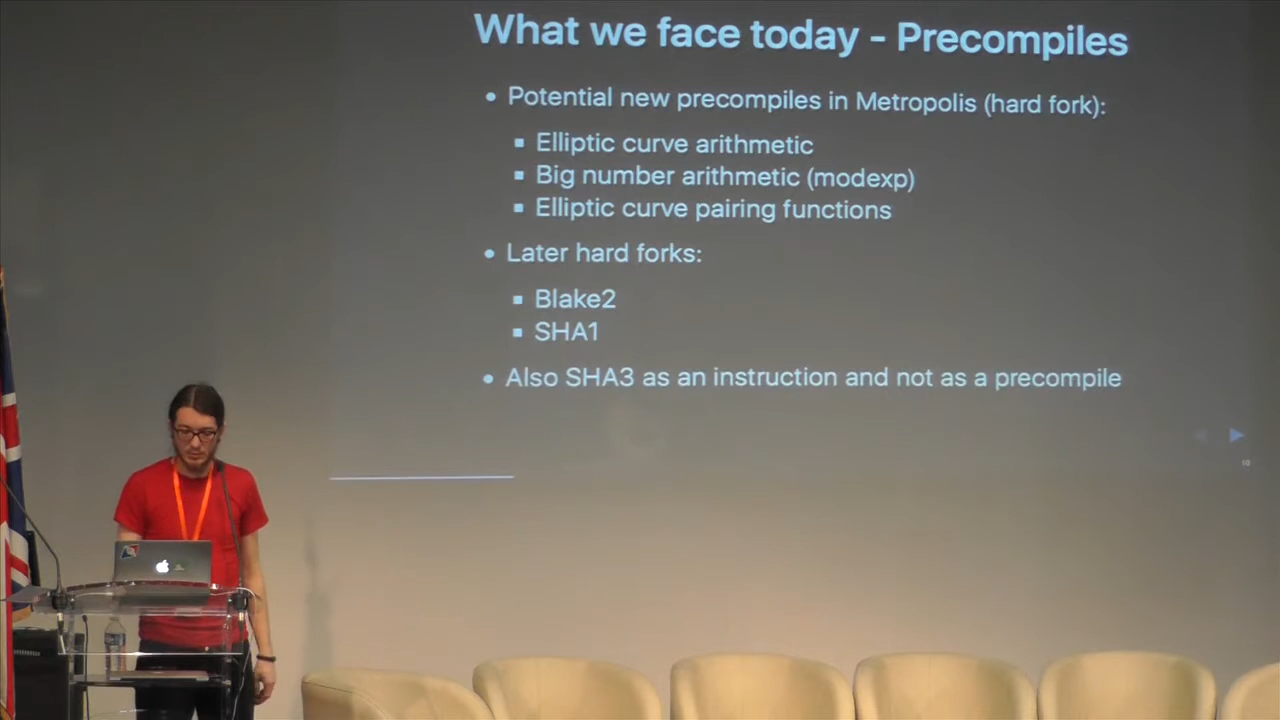 What we face today - Precompiles
• Potential new precompiles in Metropolis (hard fork):
▪ Elliptic curve arithmetic
▪ Big number arithmetic (modexp)
▪ Elliptic curve pairing functions
• Later hard forks:
▪ Blake2
▪ SHA1
• Also SHA3 as an instruction and not as a precompile
10